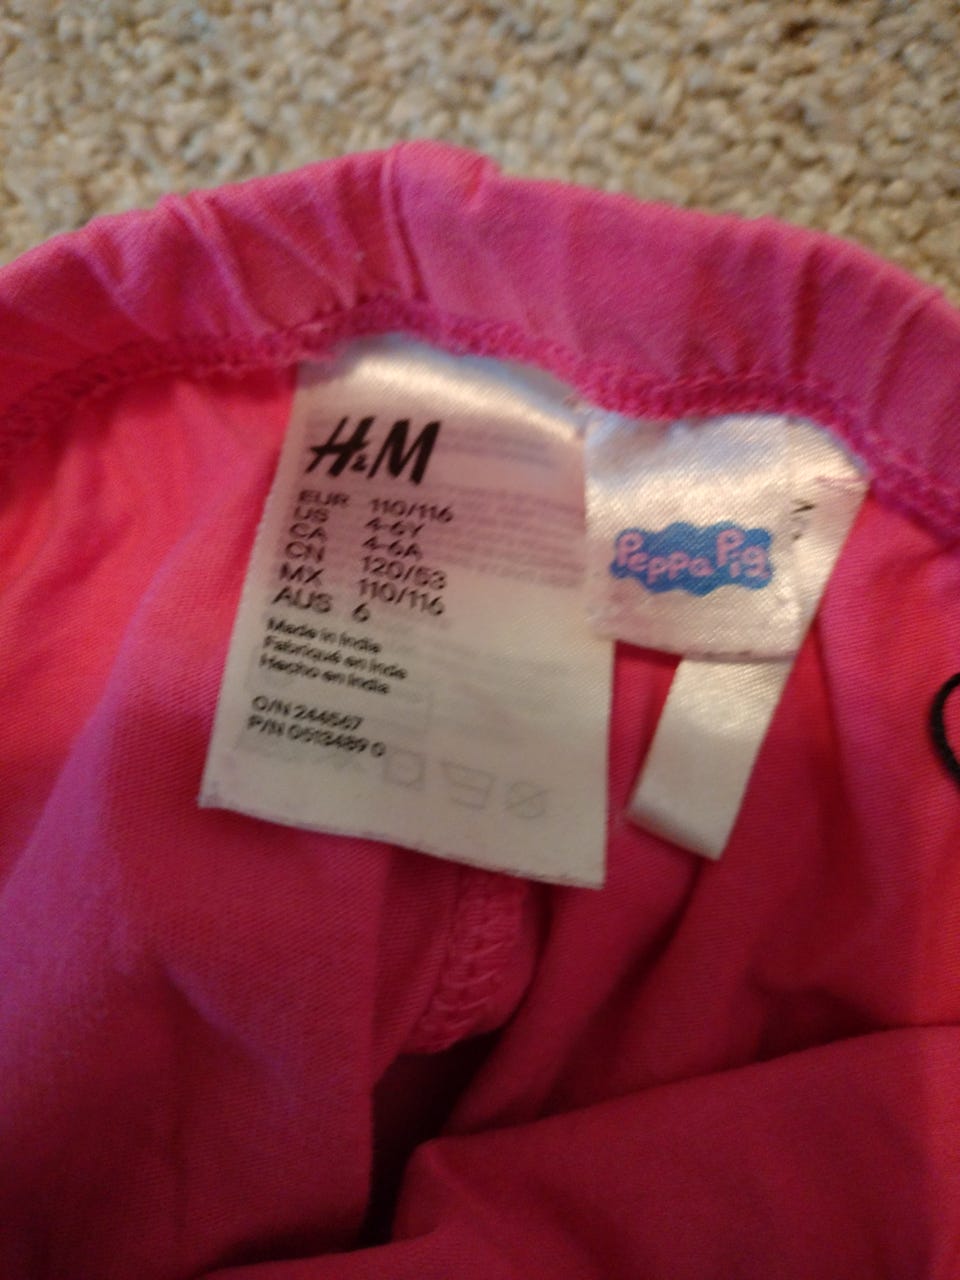 H&M
EUR 110/116
US 4-6Y
CA 4-6A
CN 120/53
MX 110/116
AUS 6
Made in India
Fabriqué en Inde
Hecho en India
O/N 244567
P/N 0513489 0
Peppa Pig